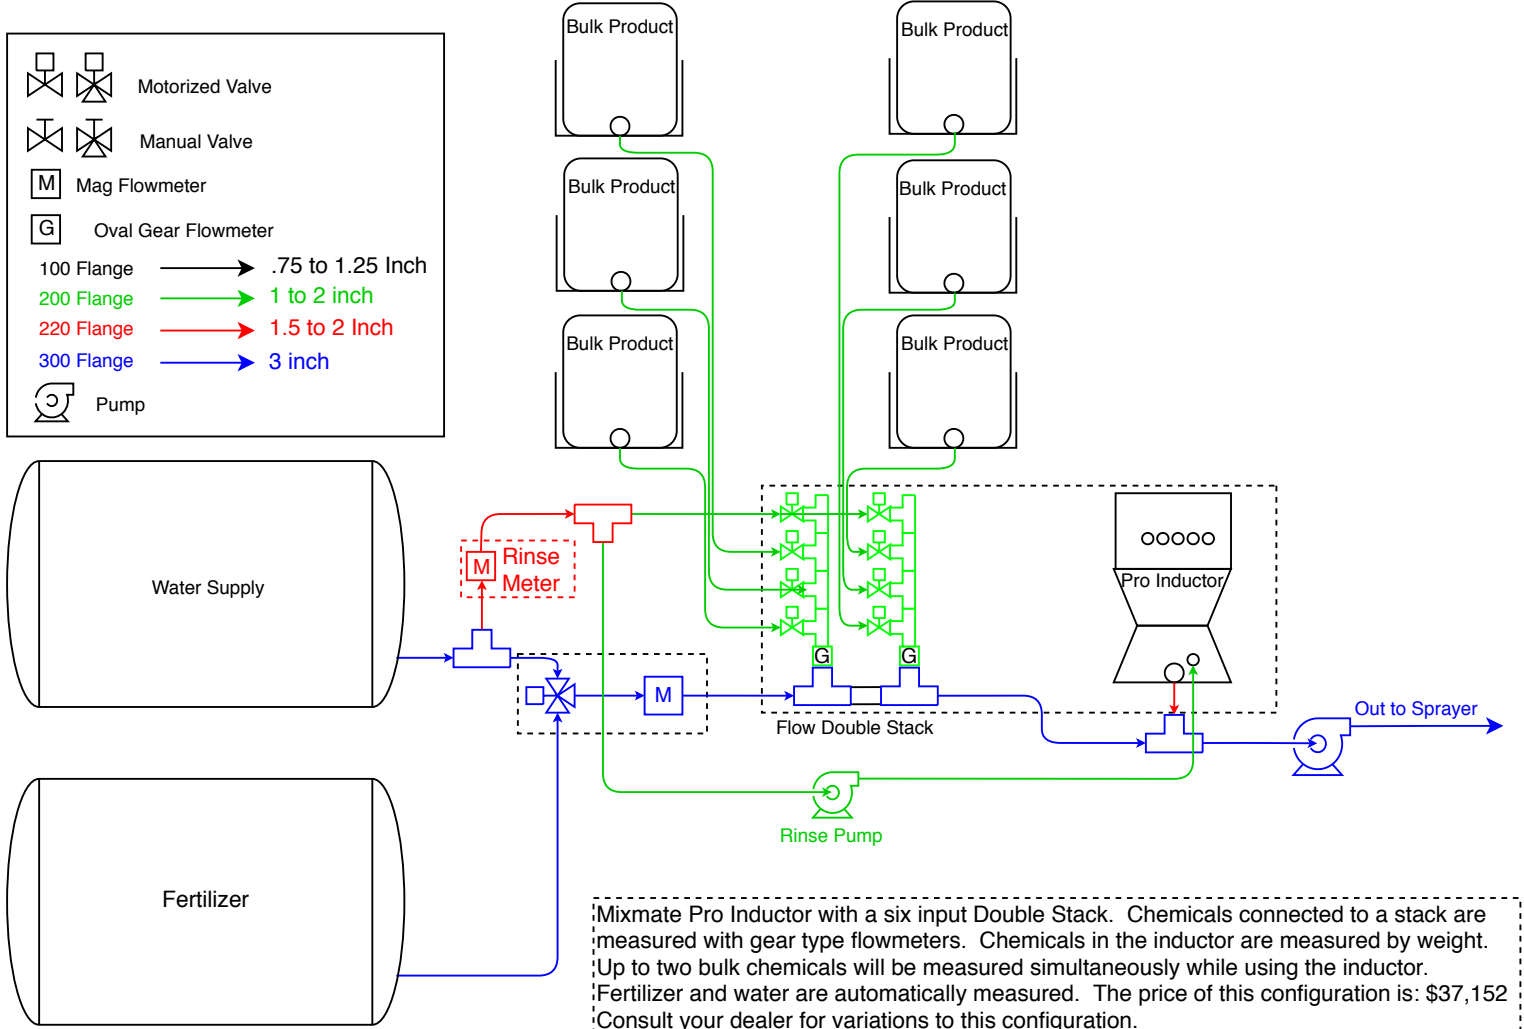 Bulk Product
Bulk Product
Motorized Valve
Manual Valve
M Mag Flowmeter
G Oval Gear Flowmeter
100 Flange .75 to 1.25 Inch
200 Flange 1 to 2 inch
220 Flange 1.5 to 2 Inch
300 Flange 3 inch
Pump
Bulk Product
Bulk Product
Bulk Product
Bulk Product
Water Supply
M
Rinse
Meter
M
G
G
Flow Double Stack
Pro Inductor
Out to Sprayer
Rinse Pump
Fertilizer
Mixmate Pro Inductor with a six input Double Stack. Chemicals connected to a stack are
measured with gear type flowmeters. Chemicals in the inductor are measured by weight.
Up to two bulk chemicals will be measured simultaneously while using the inductor.
Fertilizer and water are automatically measured. The price of this configuration is: $37,152
Consult your dealer for variations to this configuration.